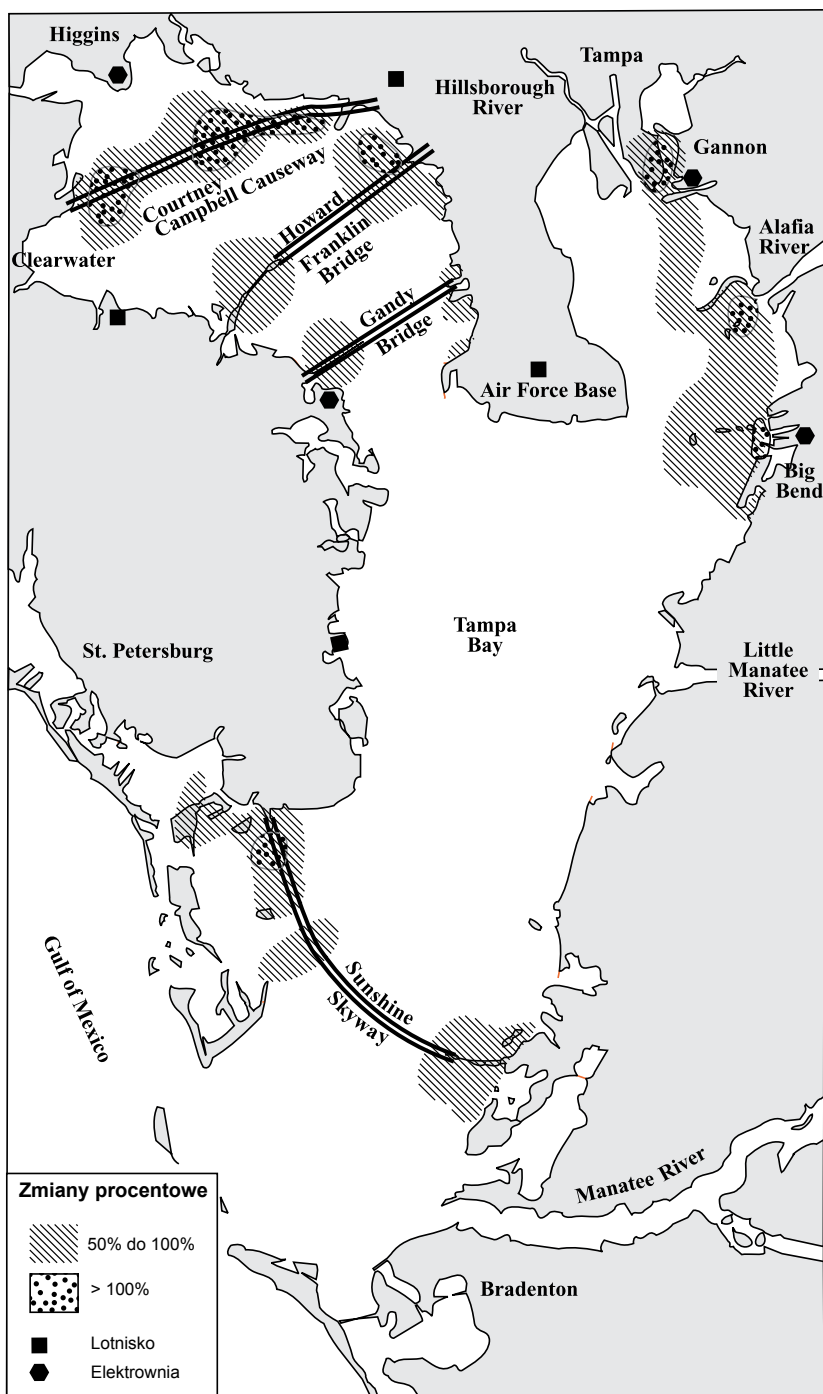 Higgins
Tampa
Hillsborough
River
Gannon
Courtney
Campbell Causeway
Howard
Franklin
Bridge
Alafia
River
Clearwater
Gandy
Bridge
Air Force Base
Big
Bend
Tampa
Bay
St. Petersburg
Little
Manatee
River
Gulf of Mexico
Sunshine
Skyway
Manatee River
Bradenton
Zmiany procentowe
50% do 100%
> 100%
Lotnisko
Elektrownia